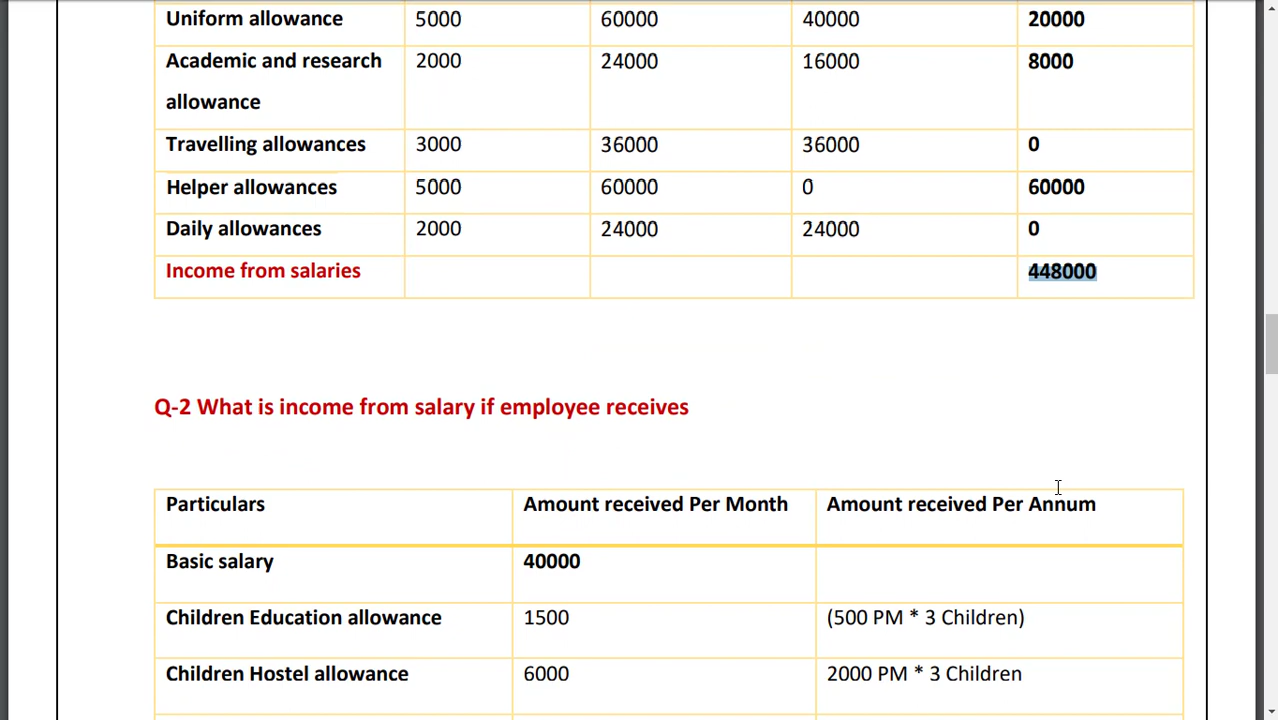 Uniform allowance 5000 60000 40000 20000
Academic and research allowance 2000 24000 16000 8000
Travelling allowances 3000 36000 36000 0
Helper allowances 5000 60000 0 60000
Daily allowances 2000 24000 24000 0
Income from salaries 448000
Q-2 What is income from salary if employee receives
Particulars Amount received Per Month Amount received Per Annum
Basic salary 40000
Children Education allowance 1500 (500 PM * 3 Children)
Children Hostel allowance 6000 2000 PM * 3 Children